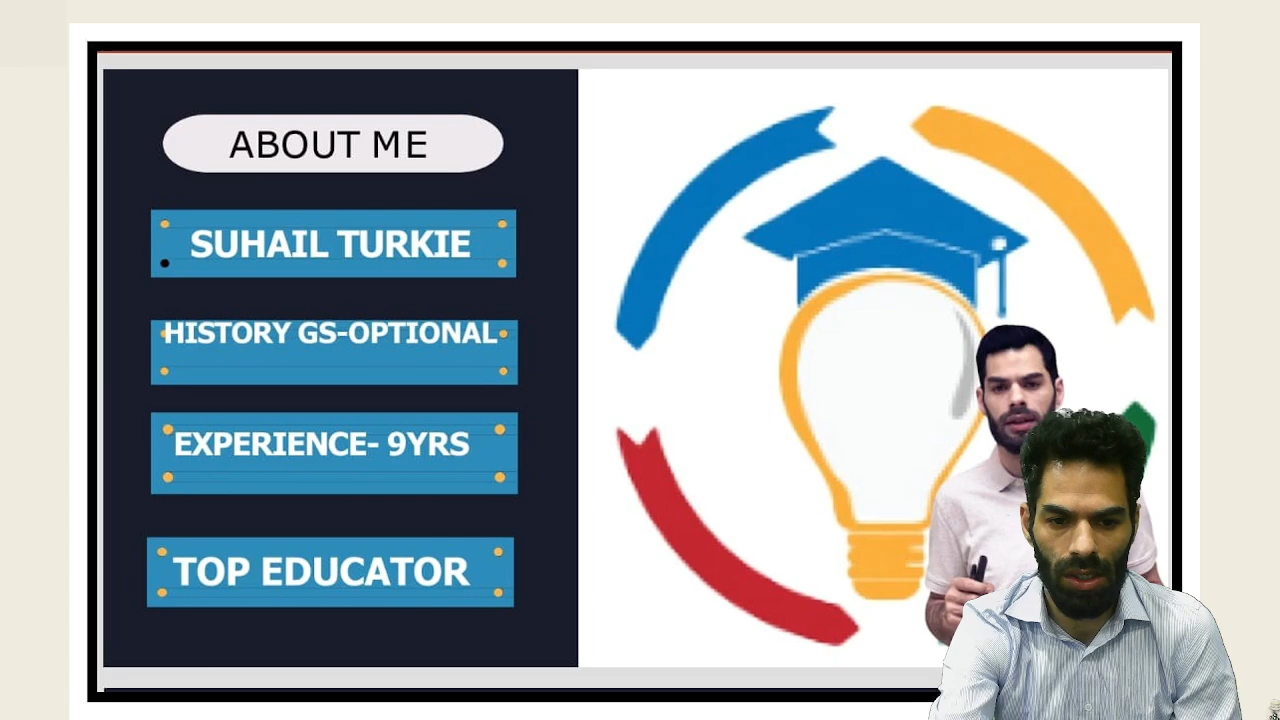 ABOUT ME
SUHAIL TURKIE
HISTORY GS-OPTIONAL
EXPERIENCE- 9YRS
TOP EDUCATOR